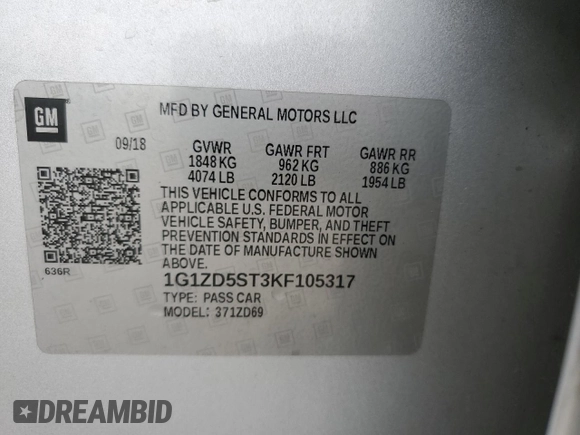 GM
MFD BY GENERAL MOTORS LLC
09/18 GVWR GAWR FRT GAWR RR
1848 KG 962 KG 886 KG
4074 LB 2120 LB 1954 LB
THIS VEHICLE CONFORMS TO ALL
APPLICABLE U.S. FEDERAL MOTOR
VEHICLE SAFETY, BUMPER, AND THEFT
PREVENTION STANDARDS IN EFFECT ON
THE DATE OF MANUFACTURE SHOWN
ABOVE.
636R
1G1ZD5ST3KF105317
TYPE: PASS CAR
MODEL: 371ZD69
DREAMBID